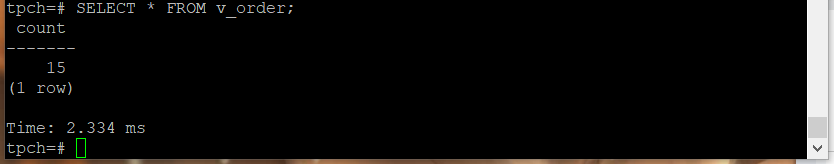 tpch=# SELECT * FROM v_order;
 count
-------
    15
(1 row)

Time: 2.334 ms
tpch=#